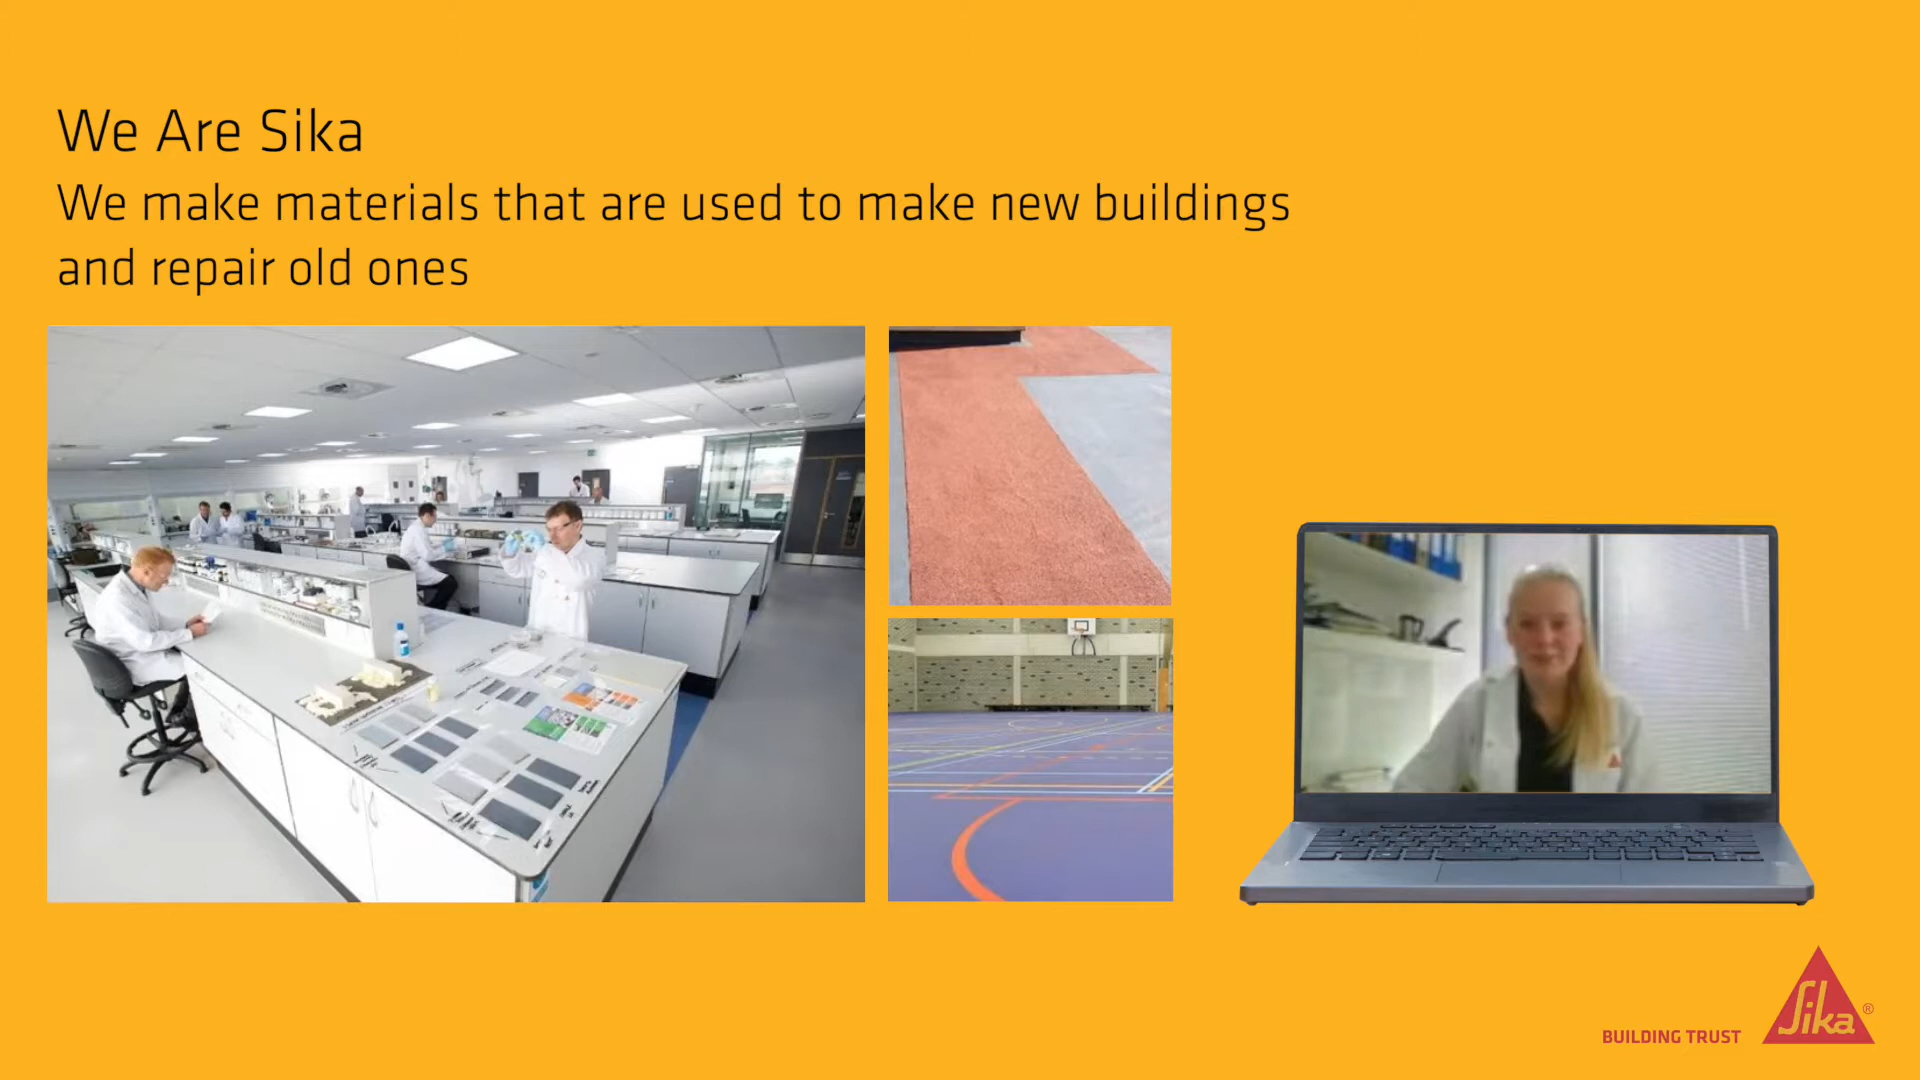 We Are Sika
We make materials that are used to make new buildings
and repair old ones
BUILDING TRUST
Sika®